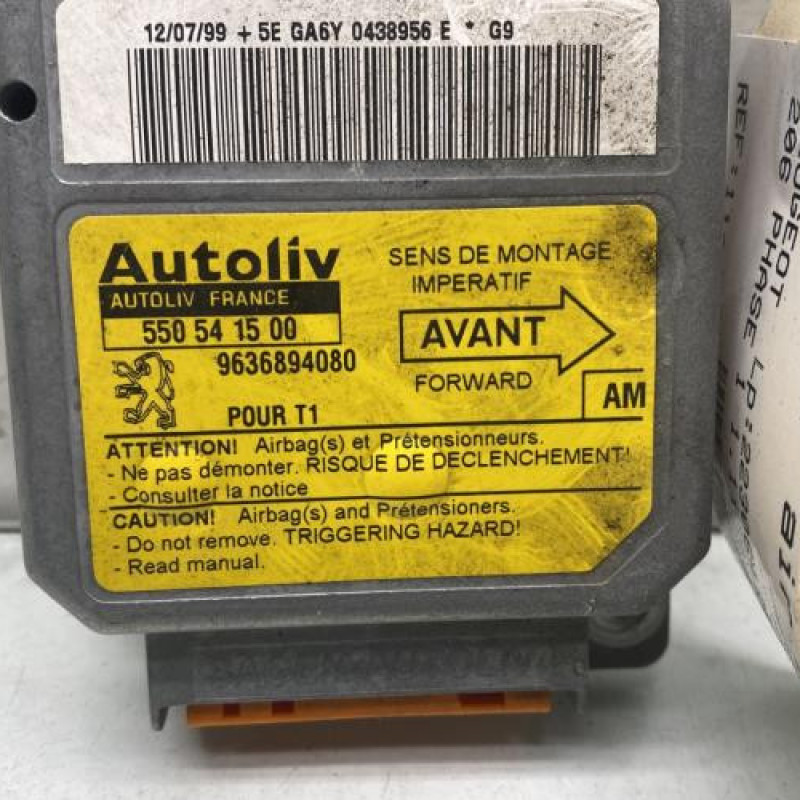 12/07/99 + 5E GA6Y 0438956 E * G9
Autoliv
AUTOLIV FRANCE
550 54 15 00
9636894080
POUR T1
SENS DE MONTAGE
IMPERATIF
AVANT
FORWARD
AM
ATTENTION! Airbag(s) et Prétensionneurs.
- Ne pas démonter. RISQUE DE DECLENCHEMENT!
- Consulter la notice
CAUTION! Airbag(s) and Prétensioners.
- Do not remove. TRIGGERING HAZARD!
- Read manual.
206 PHASE 1